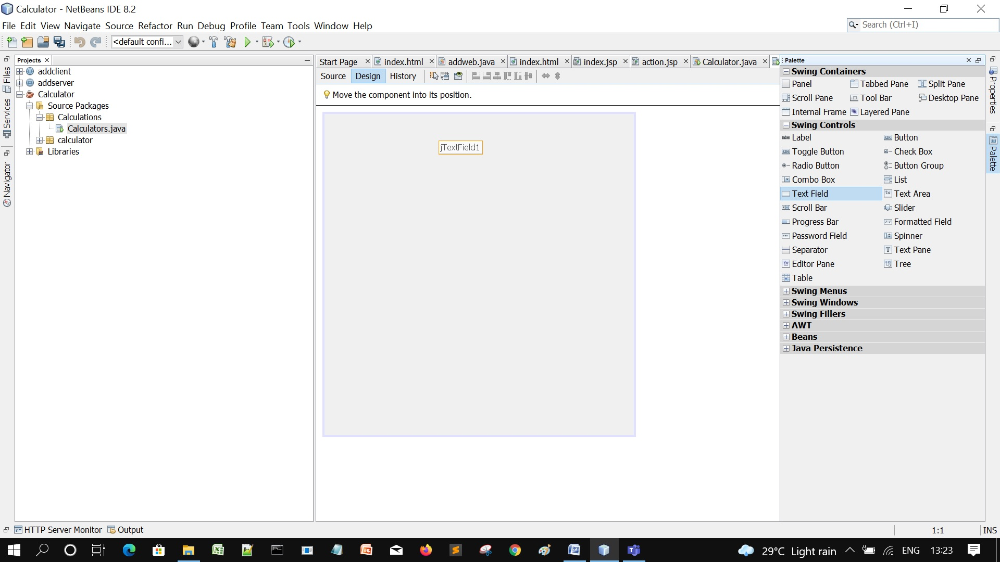 Calculator - NetBeans IDE 8.2
File Edit View Navigate Source Refactor Run Debug Profile Team Tools Window Help
Search (Ctrl+I)
<default confi...
Projects
addclient
addserver
Calculator
Source Packages
Calculations
Calculators.java
calculator
Libraries
Files
Services
Navigator
Start Page
index.html
addweb.java
index.html
index.jsp
action.jsp
Calculator.java
Source Design History
Move the component into its position.
jTextField1
Palette
Swing Containers
Panel Tabbed Pane Split Pane
Scroll Pane Tool Bar Desktop Pane
Internal Frame Layered Pane
Swing Controls
label Label OK Button
ON Toggle Button Check Box
Radio Button Button Group
Combo Box List
Text Field Text Area
Scroll Bar Slider
Progress Bar Formatted Field
Password Field Spinner
Separator T Text Pane
Editor Pane Tree
Table
Swing Menus
Swing Windows
Swing Fillers
AWT
Beans
Java Persistence
Properties
Palette
HTTP Server Monitor Output
1:1 INS
29°C Light rain ENG 13:23